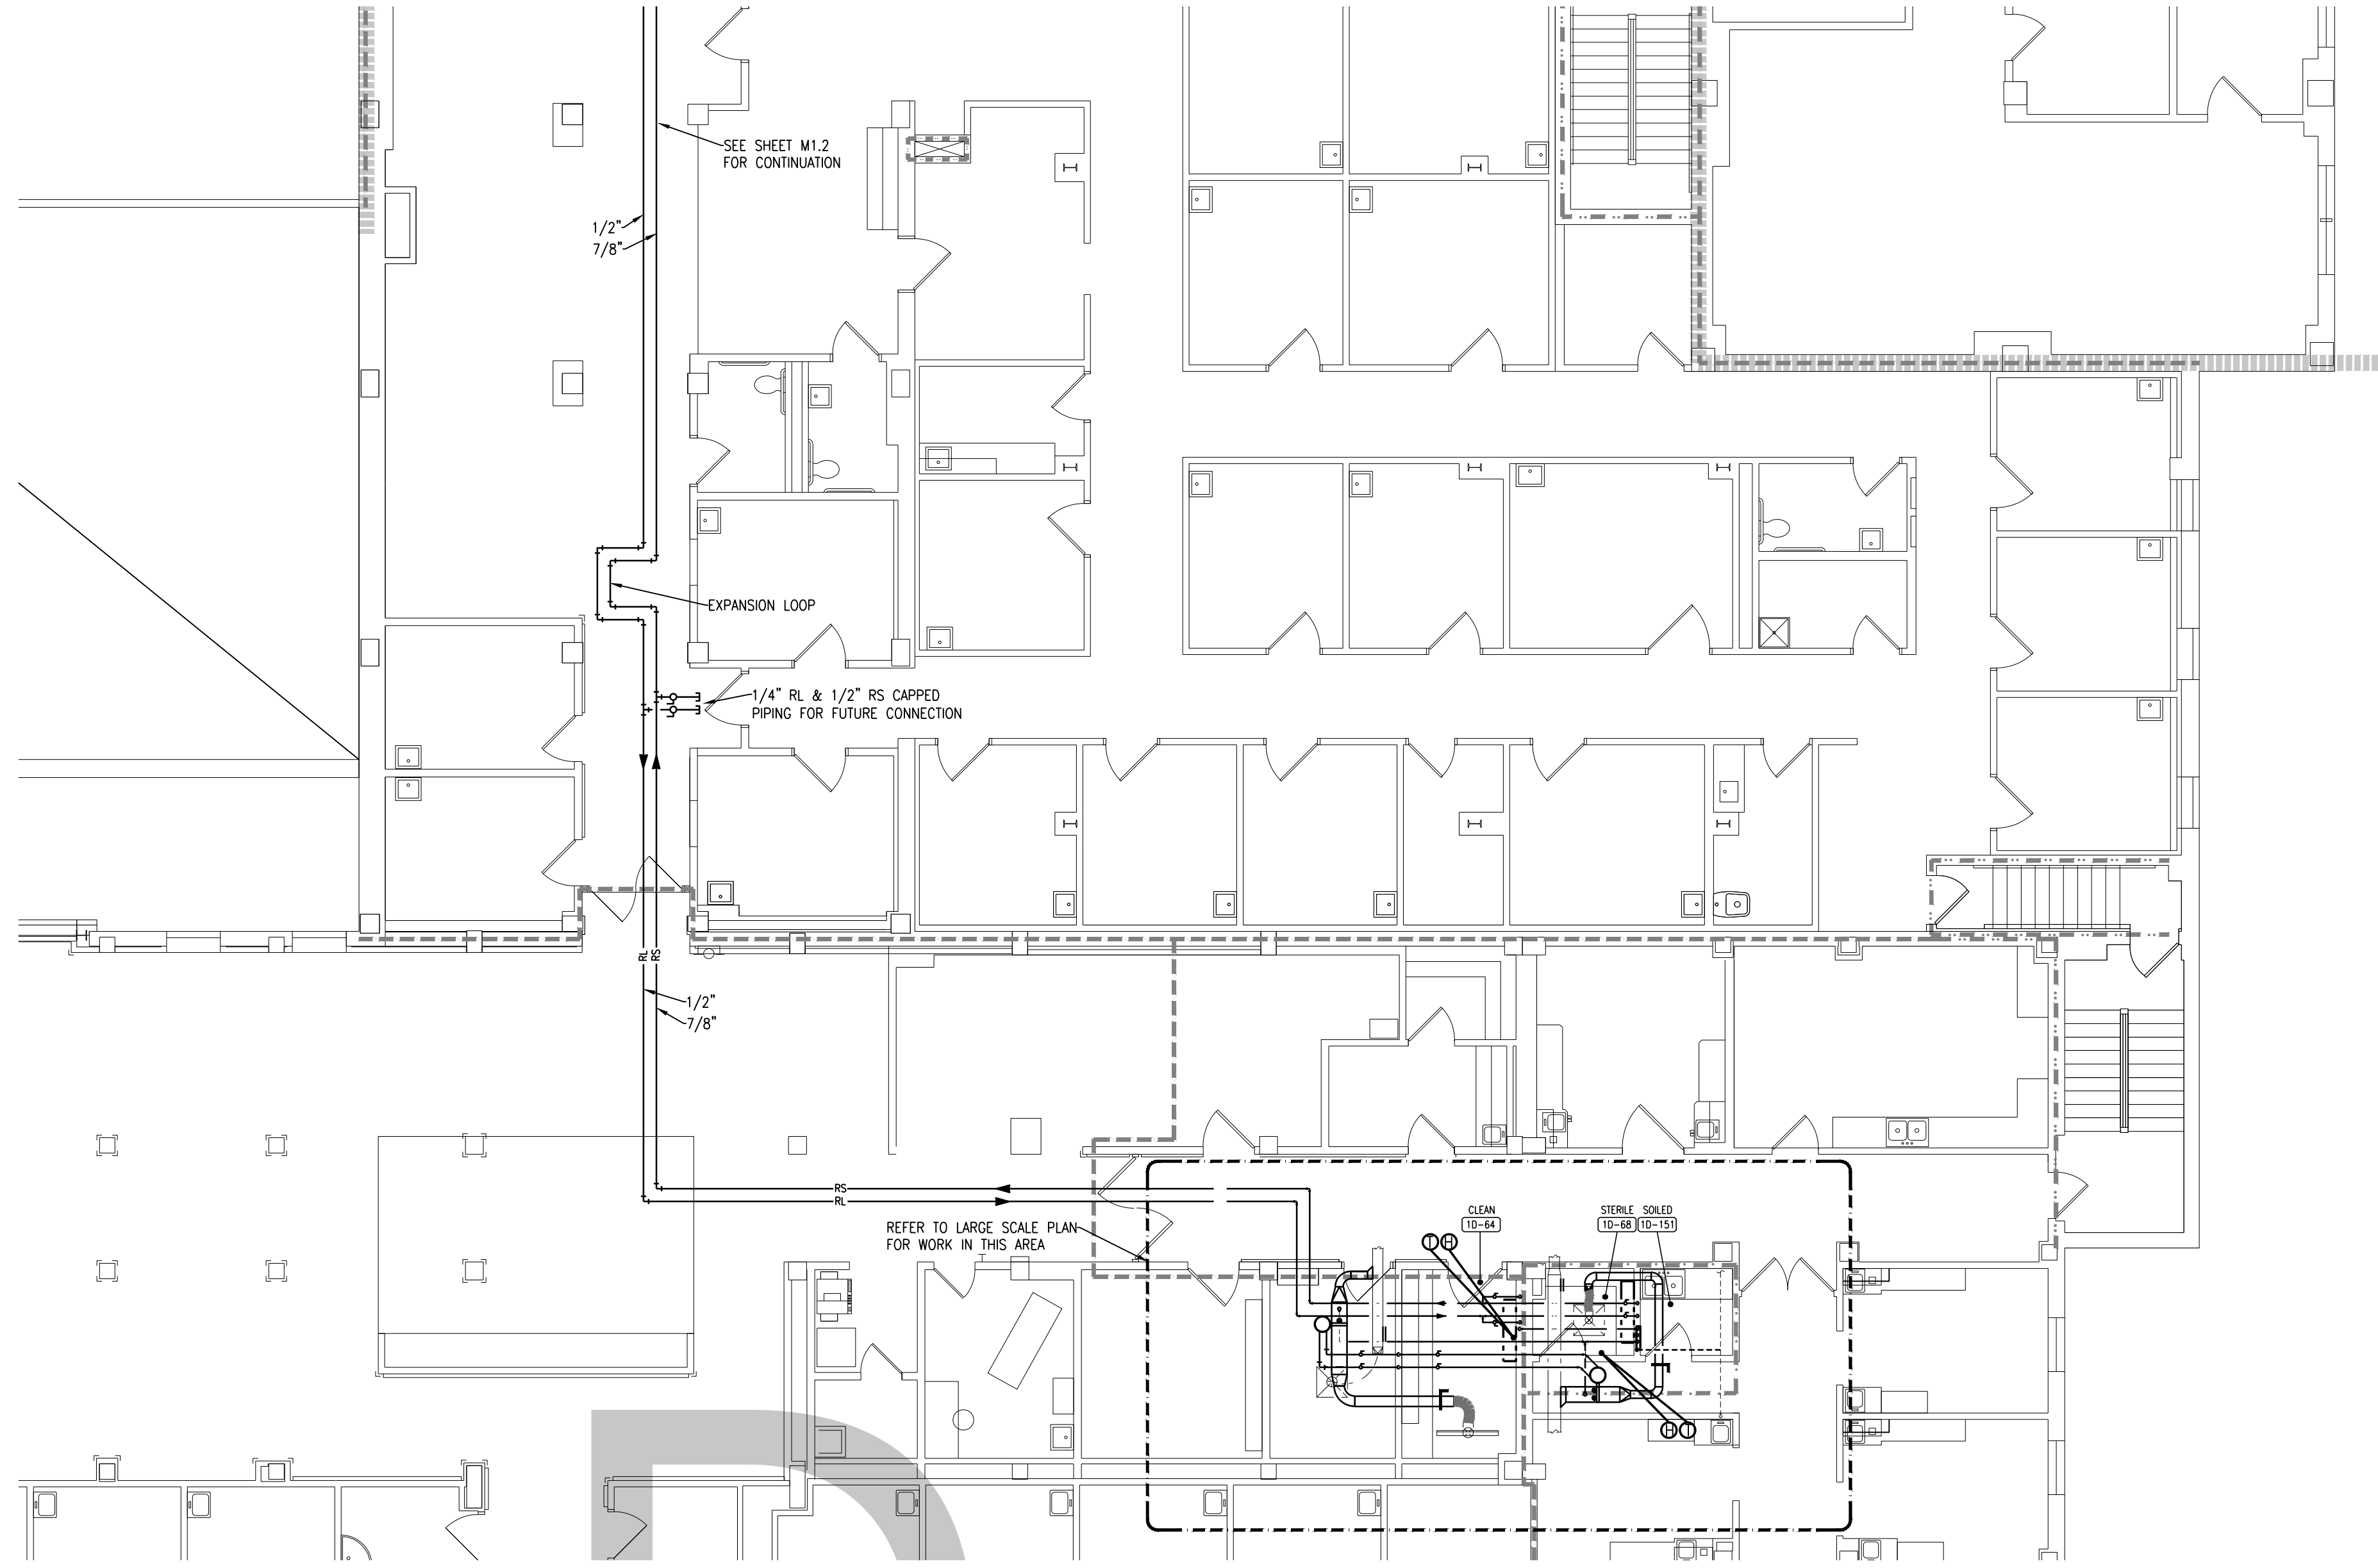 SEE SHEET M1.2
FOR CONTINUATION
1/2"
7/8"
EXPANSION LOOP
1/4" RL & 1/2" RS CAPPED
PIPING FOR FUTURE CONNECTION
RL
RS
1/2"
7/8"
RS
RL
REFER TO LARGE SCALE PLAN
FOR WORK IN THIS AREA
CLEAN
1D-64
STERILE
1D-68
SOILED
1D-151
T
H
H
T